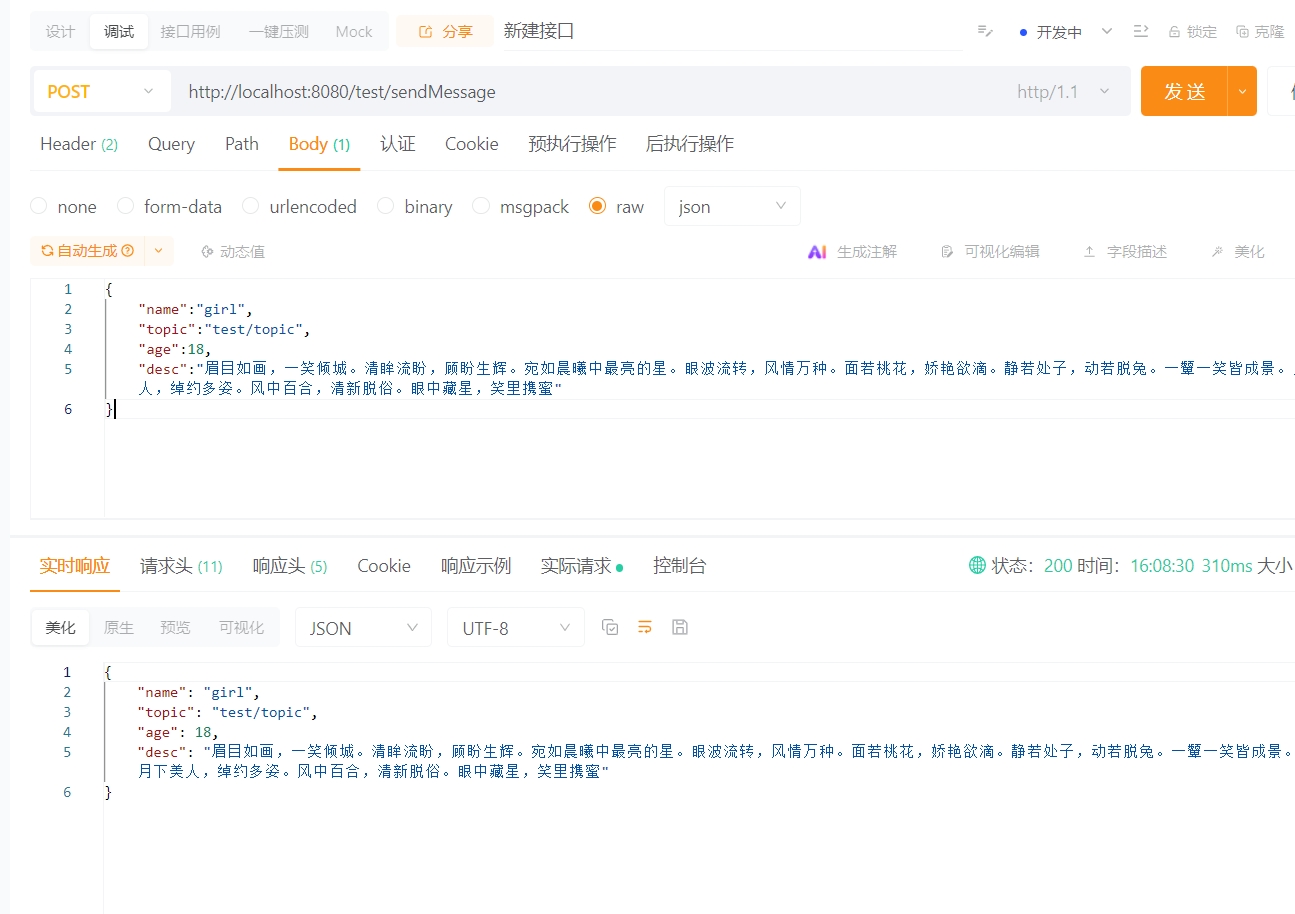 设计 调试 接口用例 一键压测 Mock 分享 新建接口 开发中 锁定 克隆
POST http://localhost:8080/test/sendMessage http/1.1 发送
Header (2) Query Path Body (1) 认证 Cookie 预执行操作 后执行操作
none form-data urlencoded binary msgpack raw json
自动生成 动态值 AI 生成注解 可视化编辑 字段描述 美化
1 {
2 "name":"girl",
3 "topic":"test/topic",
4 "age":18,
5 "desc":"眉目如画，一笑倾城。清眸流盼，顾盼生辉。宛如晨曦中最亮的星。眼波流转，风情万种。面若桃花，娇艳欲滴。静若处子，动若脱兔。一颦一笑皆成景。
人，绰约多姿。风中百合，清新脱俗。眼中藏星，笑里携蜜"
6 }
实时响应 请求头 (11) 响应头 (5) Cookie 响应示例 实际请求 控制台 状态： 200 时间： 16:08:30 310ms 大小
美化 原生 预览 可视化 JSON UTF-8
1 {
2 "name": "girl",
3 "topic": "test/topic",
4 "age": 18,
5 "desc": "眉目如画，一笑倾城。清眸流盼，顾盼生辉。宛如晨曦中最亮的星。眼波流转，风情万种。面若桃花，娇艳欲滴。静若处子，动若脱兔。一颦一笑皆成景。
月下美人，绰约多姿。风中百合，清新脱俗。眼中藏星，笑里携蜜"
6 }